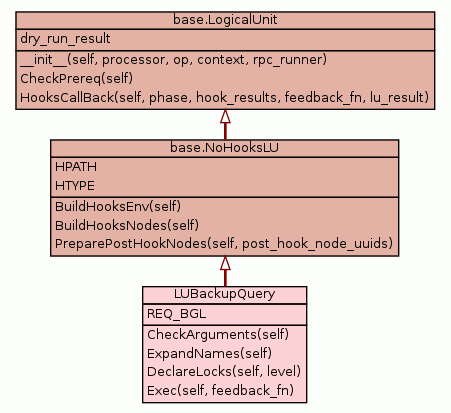 base.LogicalUnit
dry_run_result
__init__(self, processor, op, context, rpc_runner)
CheckPrereq(self)
HooksCallBack(self, phase, hook_results, feedback_fn, lu_result)
base.NoHooksLU
HPATH
HTYPE
BuildHooksEnv(self)
BuildHooksNodes(self)
PreparePostHookNodes(self, post_hook_node_uuids)
LUBackupQuery
REQ_BGL
CheckArguments(self)
ExpandNames(self)
DeclareLocks(self, level)
Exec(self, feedback_fn)